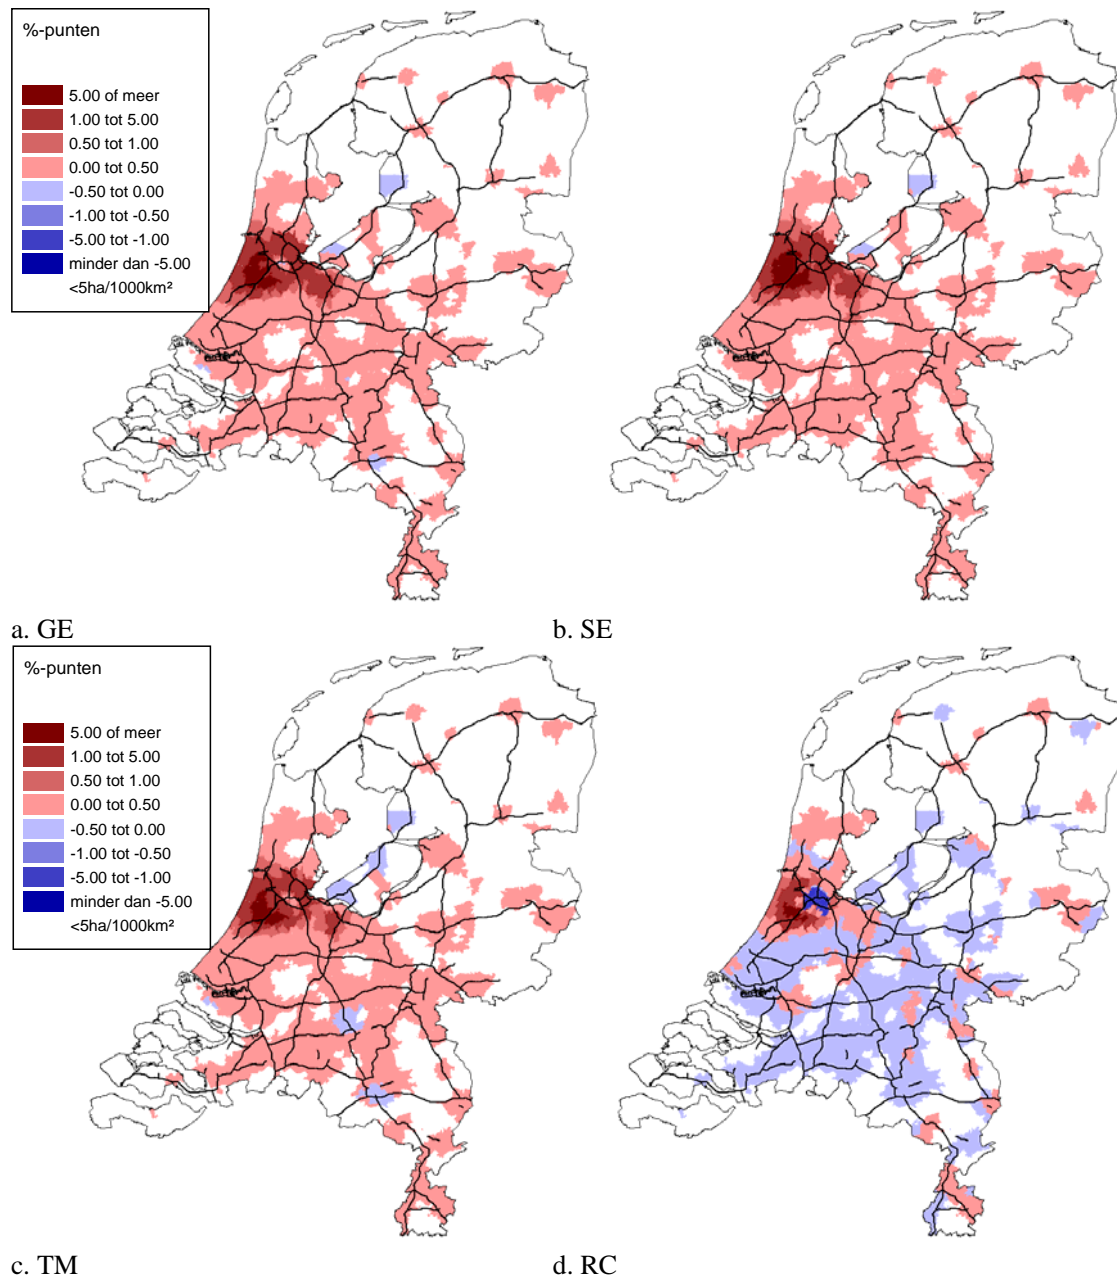 %-punten
5.00 of meer
1.00 tot 5.00
0.50 tot 1.00
0.00 tot 0.50
-0.50 tot 0.00
-1.00 tot -0.50
-5.00 tot -1.00
minder dan -5.00
<5ha/1000km²
a. GE
b. SE
%-punten
5.00 of meer
1.00 tot 5.00
0.50 tot 1.00
0.00 tot 0.50
-0.50 tot 0.00
-1.00 tot -0.50
-5.00 tot -1.00
minder dan -5.00
<5ha/1000km²
c. TM
d. RC